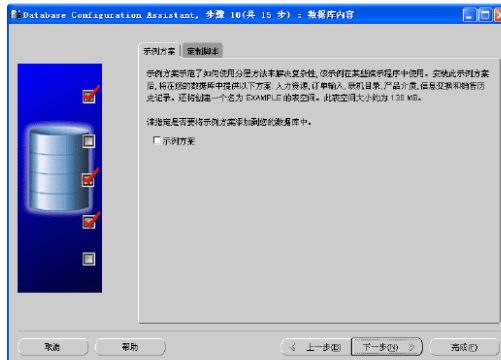 Database Configuration Assistant, 步骤 10(共 15 步) : 数据库内容
示例方案 定制脚本
示例方案示范了如何使用分层方法来解决复杂性, 该示例在某些演示程序中使用。安装此示例方案
后, 将在您的数据库中提供以下方案: 人力资源, 订单输入, 联机目录, 产品介质, 信息交换和销售历
史记录。还将创建一个名为 EXAMPLE 的表空间。此表空间大小约为 130 MB。
请指定是否要将示例方案添加到您的数据库中。
示例方案
取消 帮助 上一步(B) 下一步(N) 完成(F)